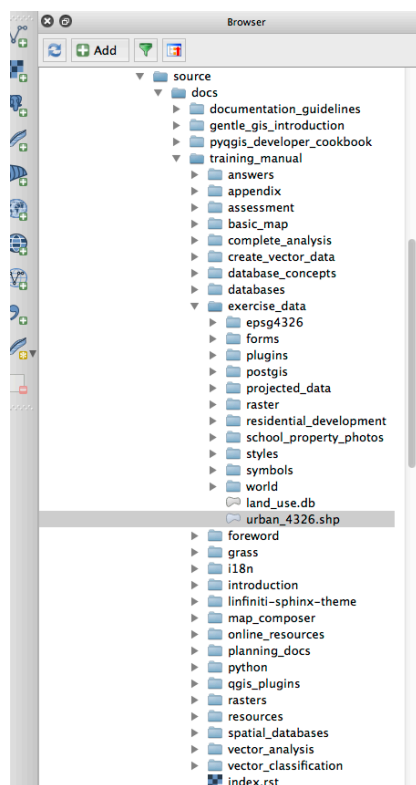 Browser
Add
source
docs
documentation_guidelines
gentle_gis_introduction
pyqgis_developer_cookbook
training_manual
answers
appendix
assessment
basic_map
complete_analysis
create_vector_data
database_concepts
databases
exercise_data
epsg4326
forms
plugins
postgis
projected_data
raster
residential_development
school_property_photos
styles
symbols
world
land_use.db
urban_4326.shp
foreword
grass
i18n
introduction
linfiniti-sphinx-theme
map_composer
online_resources
planning_docs
python
qgis_plugins
rasters
resources
spatial_databases
vector_analysis
vector_classification
index.rst